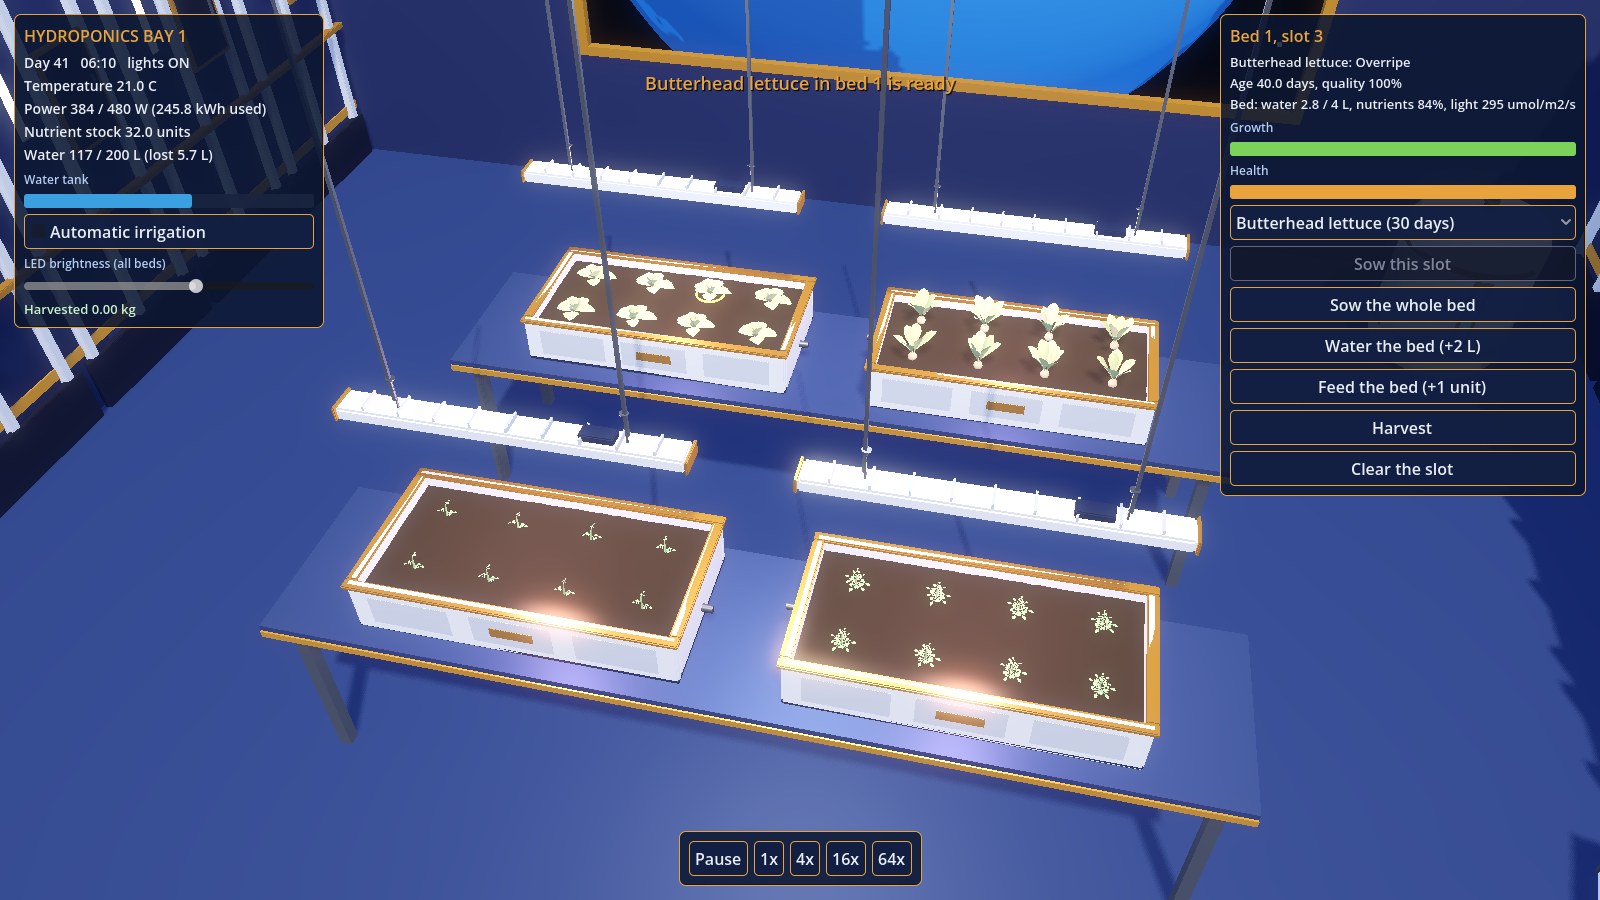 HYDROPONICS BAY 1
Day 41 06:10 lights ON
Temperature 21.0 C
Power 384 / 480 W (245.8 kWh used)
Nutrient stock 32.0 units
Water 117 / 200 L (lost 5.7 L)
Water tank
Automatic irrigation
LED brightness (all beds)
Harvested 0.00 kg
Butterhead lettuce in bed 1 is ready
Bed 1, slot 3
Butterhead lettuce: Overripe
Age 40.0 days, quality 100%
Bed: water 2.8 / 4 L, nutrients 84%, light 295 umol/m2/s
Growth
Health
Butterhead lettuce (30 days)
Sow this slot
Sow the whole bed
Water the bed (+2 L)
Feed the bed (+1 unit)
Harvest
Clear the slot
Pause 1x 4x 16x 64x